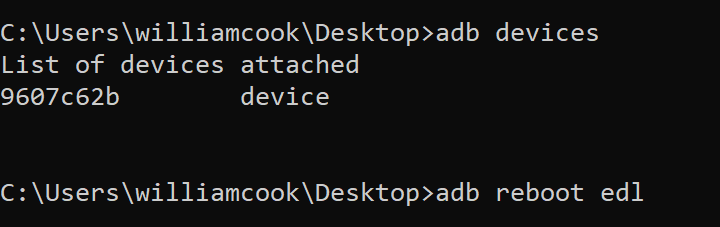 C:\Users\williamcook\Desktop>adb devices
List of devices attached
9607c62b        device
C:\Users\williamcook\Desktop>adb reboot edl